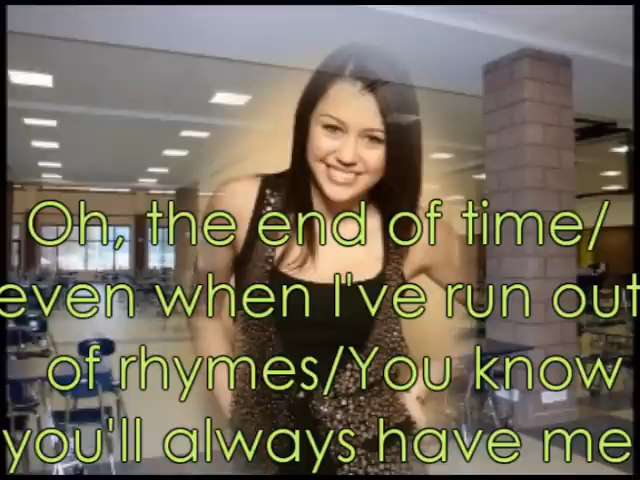 Oh, the end of time/
even when I've run out
of rhymes/You know
you'll always have me